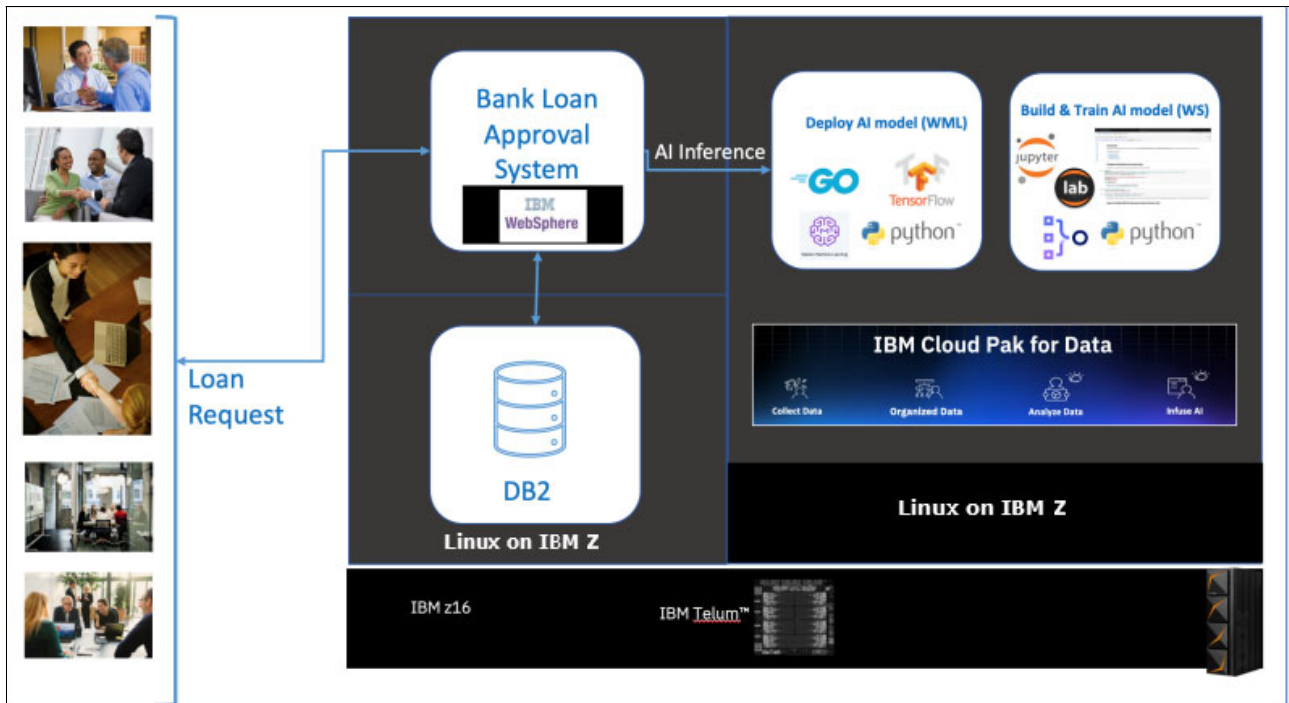 Loan
Request
Bank Loan
Approval
System
IBM
WebSphere
AI Inference
DB2
Linux on IBM Z
Deploy AI model (WML)
GO
TensorFlow
python™
Build & Train AI model (WS)
jupyter
lab
python™
IBM Cloud Pak for Data
Collect Data
Organized Data
Analyze Data
Infuse AI
Linux on IBM Z
IBM z16
IBM Telum™